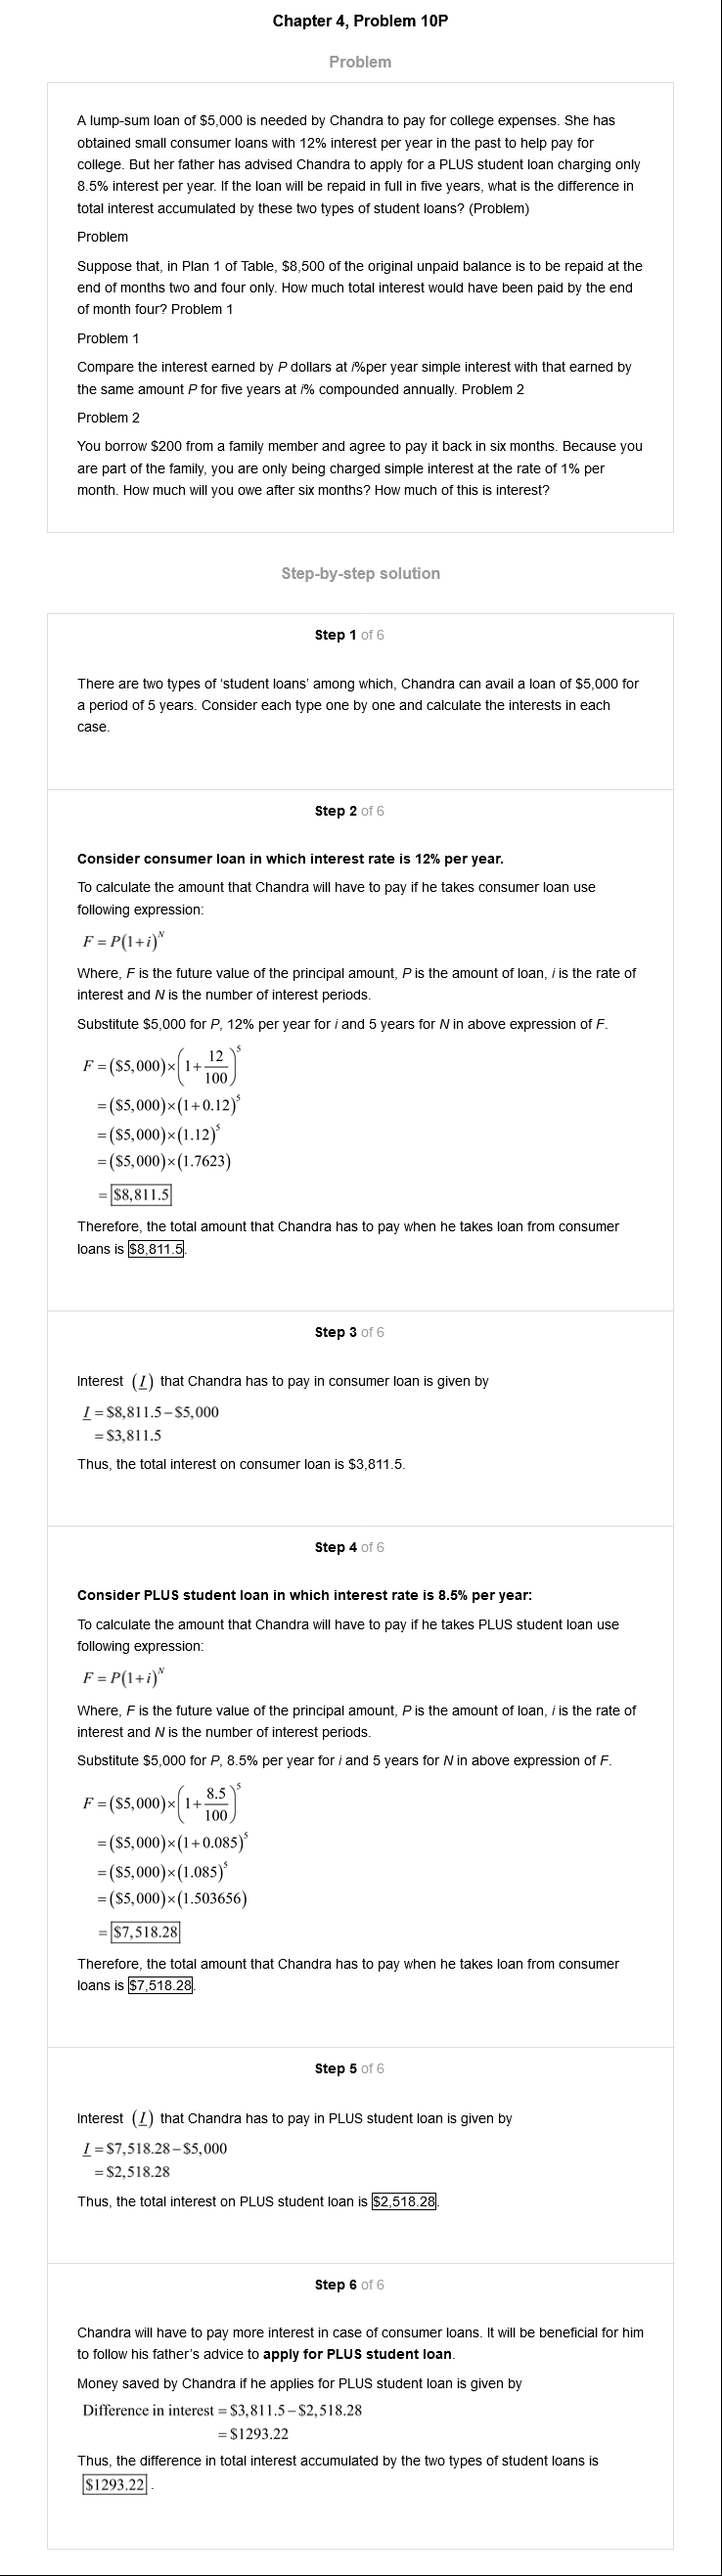 Chapter 4, Problem 10P
Problem
A lump-sum loan of $5,000 is needed by Chandra to pay for college expenses. She has
obtained small consumer loans with 12% interest per year in the past to help pay for
college. But her father has advised Chandra to apply for a PLUS student loan charging only
8.5% interest per year. If the loan will be repaid in full in five years, what is the difference in
total interest accumulated by these two types of student loans? (Problem)
Problem
Suppose that, in Plan 1 of Table, $8,500 of the original unpaid balance is to be repaid at the
end of months two and four only. How much total interest would have been paid by the end
of month four? Problem 1
Problem 1
Compare the interest earned by P dollars at i%per year simple interest with that earned by
the same amount P for five years at i% compounded annually. Problem 2
Problem 2
You borrow $200 from a family member and agree to pay it back in six months. Because you
are part of the family, you are only being charged simple interest at the rate of 1% per
month. How much will you owe after six months? How much of this is interest?
Step-by-step solution
Step 1 of 6
There are two types of ‘student loans’ among which, Chandra can avail a loan of $5,000 for
a period of 5 years. Consider each type one by one and calculate the interests in each
case.
Step 2 of 6
Consider consumer loan in which interest rate is 12% per year.
To calculate the amount that Chandra will have to pay if he takes consumer loan use
following expression:
F = P(1+i)^N
Where, F is the future value of the principal amount, P is the amount of loan, i is the rate of
interest and N is the number of interest periods.
Substitute $5,000 for P, 12% per year for i and 5 years for N in above expression of F.
F = ($5,000)×(1+12/100)^5
= ($5,000)×(1+0.12)^5
= ($5,000)×(1.12)^5
= ($5,000)×(1.7623)
= $8,811.5
Therefore, the total amount that Chandra has to pay when he takes loan from consumer
loans is $8,811.5.
Step 3 of 6
Interest (I) that Chandra has to pay in consumer loan is given by
I = $8,811.5 – $5,000
= $3,811.5
Thus, the total interest on consumer loan is $3,811.5.
Step 4 of 6
Consider PLUS student loan in which interest rate is 8.5% per year:
To calculate the amount that Chandra will have to pay if he takes PLUS student loan use
following expression:
F = P(1+i)^N
Where, F is the future value of the principal amount, P is the amount of loan, i is the rate of
interest and N is the number of interest periods.
Substitute $5,000 for P, 8.5% per year for i and 5 years for N in above expression of F.
F = ($5,000)×(1+8.5/100)^5
= ($5,000)×(1+0.085)^5
= ($5,000)×(1.085)^5
= ($5,000)×(1.503656)
= $7,518.28
Therefore, the total amount that Chandra has to pay when he takes loan from consumer
loans is $7,518.28.
Step 5 of 6
Interest (I) that Chandra has to pay in PLUS student loan is given by
I = $7,518.28 – $5,000
= $2,518.28
Thus, the total interest on PLUS student loan is $2,518.28.
Step 6 of 6
Chandra will have to pay more interest in case of consumer loans. It will be beneficial for him
to follow his father’s advice to apply for PLUS student loan.
Money saved by Chandra if he applies for PLUS student loan is given by
Difference in interest = $3,811.5 – $2,518.28
= $1293.22
Thus, the difference in total interest accumulated by the two types of student loans is
$1293.22.